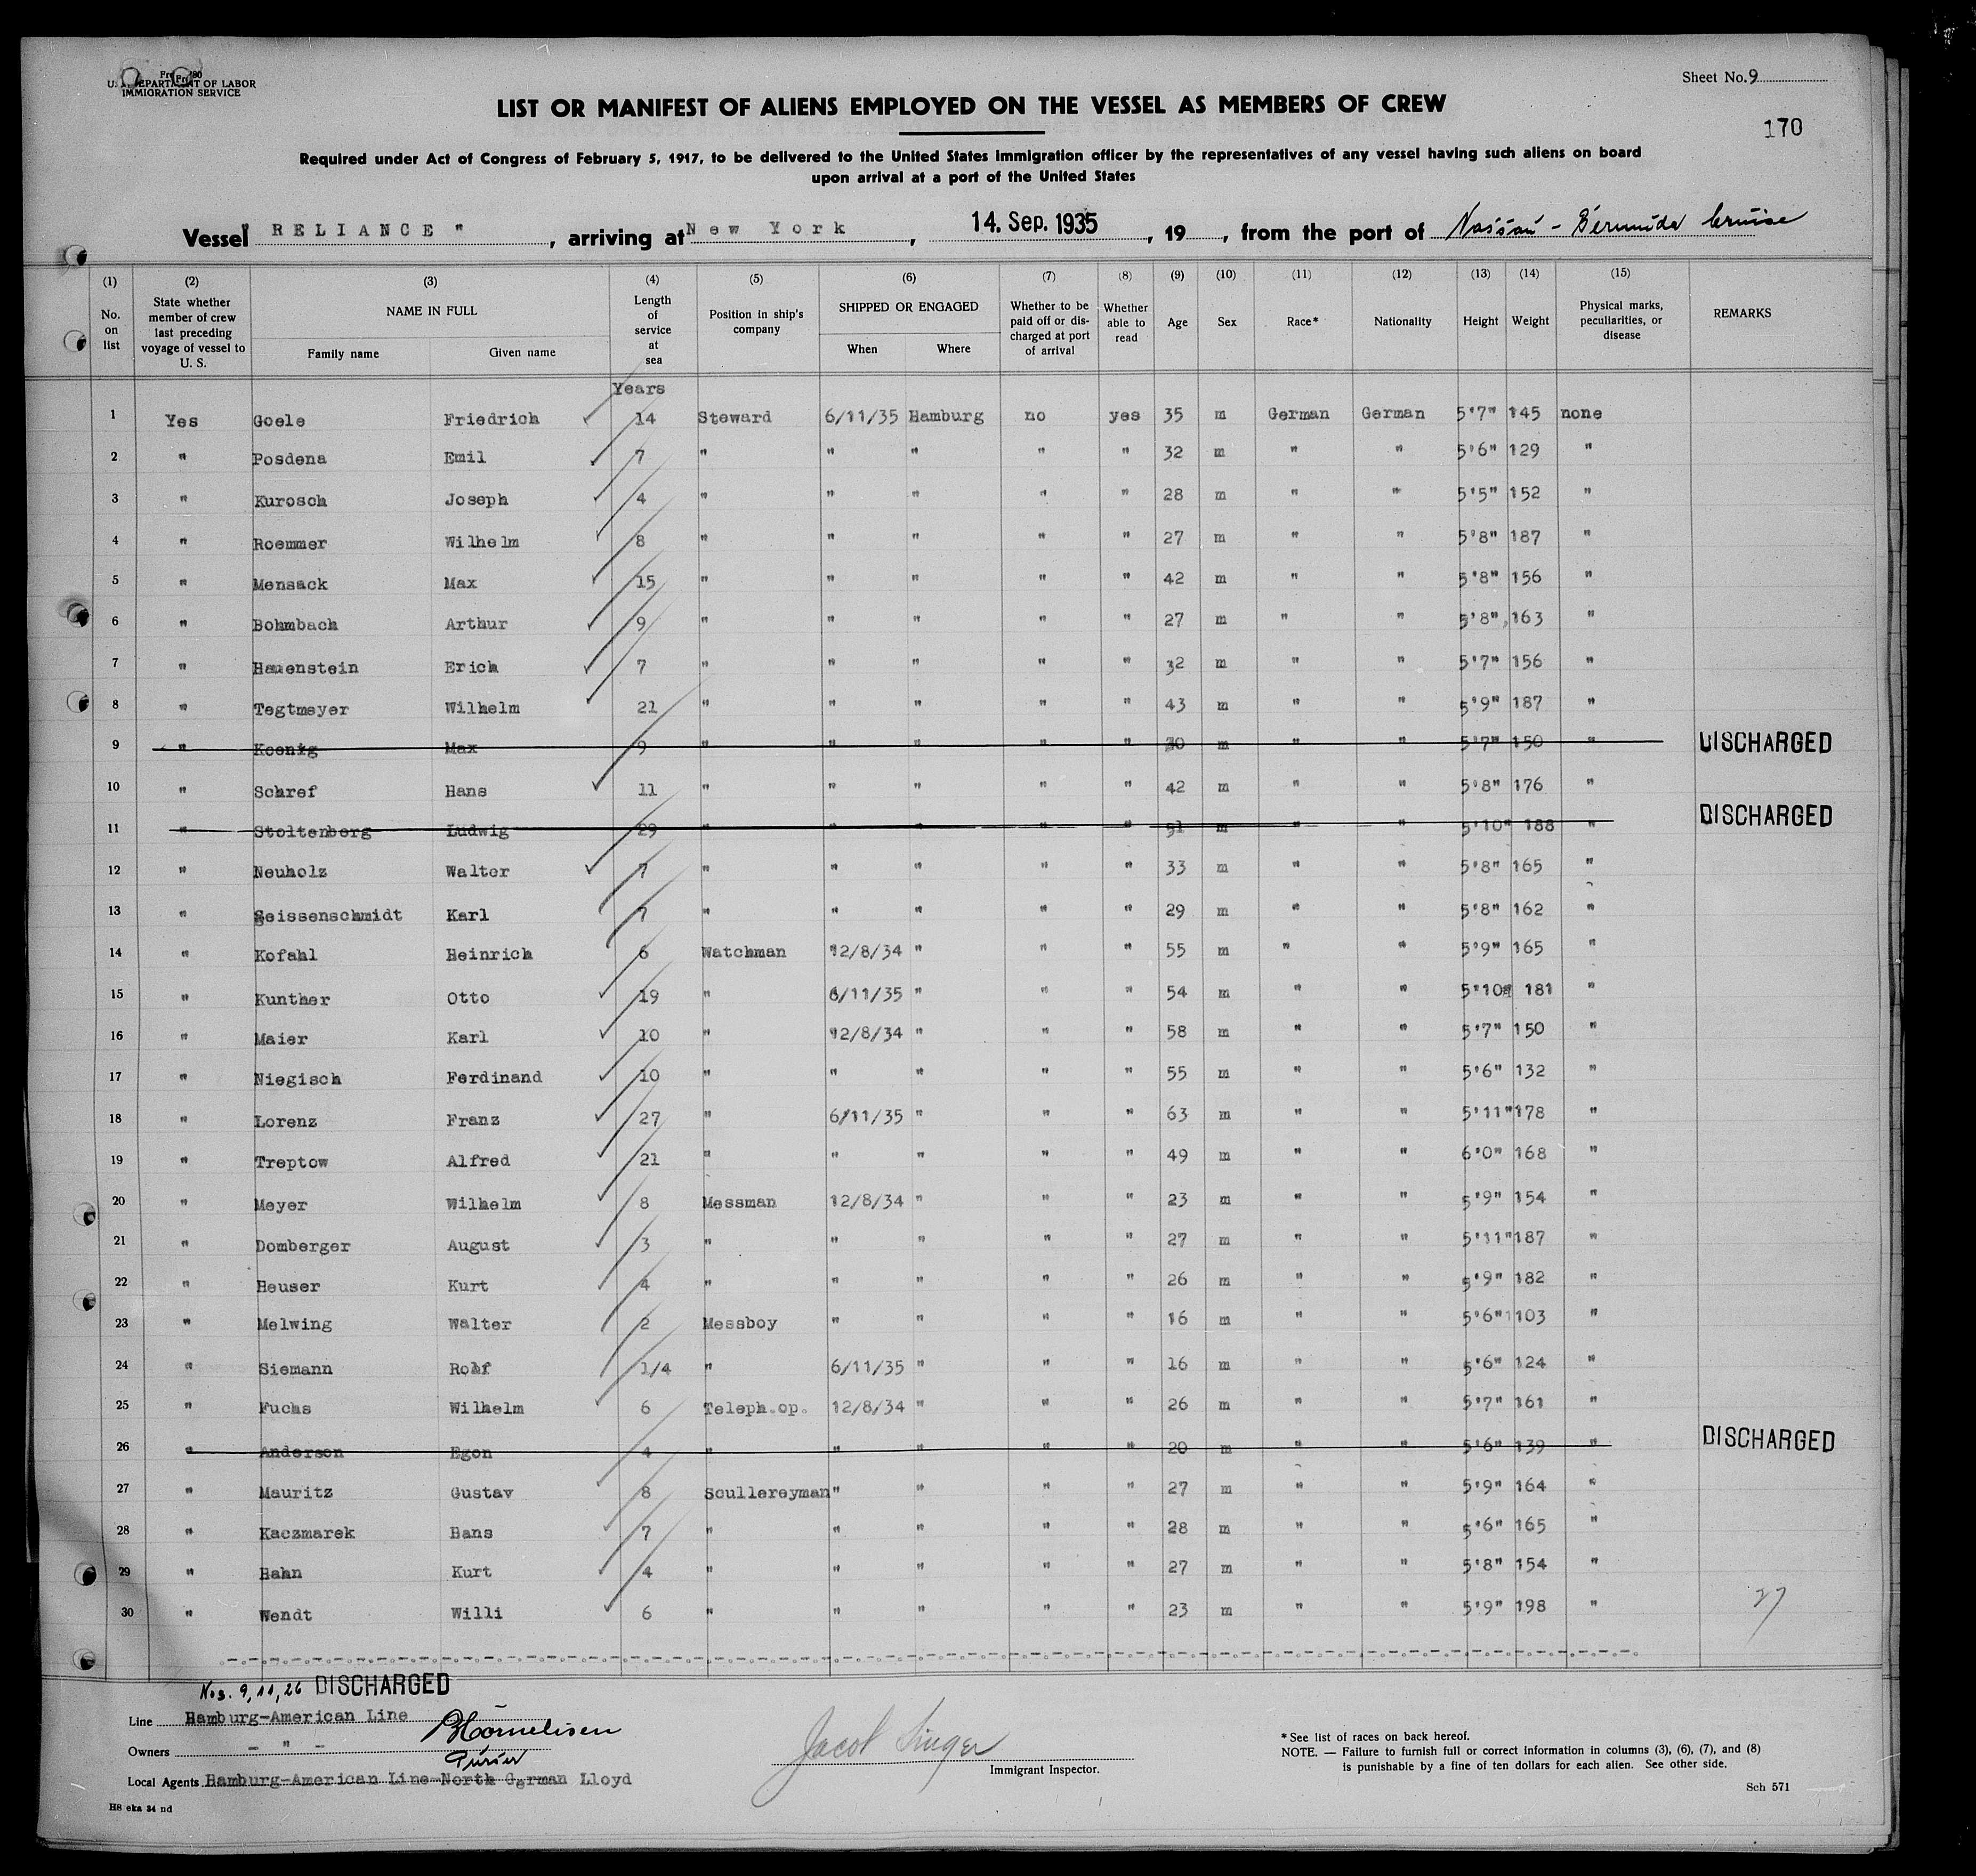 U. DEPARTMENT OF LABOR
IMMIGRATION SERVICE
Sheet No. 9
LIST OR MANIFEST OF ALIENS EMPLOYED ON THE VESSEL AS MEMBERS OF CREW
170
Required under Act of Congress of February 5, 1917, to be delivered to the United States Immigration officer by the representatives of any vessel having such aliens on board
upon arrival at a port of the United States
Vessel " RELIANCE " , arriving at New York , 14. Sep. 1935 , 19 , from the port of Nassau - Bermuda Cruise
(1) (2) (3) (4) (5) (6) (7) (8) (9) (10) (11) (12) (13) (14) (15)
No. on list
State whether member of crew last preceding voyage of vessel to U. S.
NAME IN FULL
Family name
Given name
Length of service at sea
Position in ship's company
SHIPPED OR ENGAGED
When
Where
Whether to be paid off or discharged at port of arrival
Whether able to read
Age
Sex
Race*
Nationality
Height
Weight
Physical marks, peculiarities, or disease
REMARKS
Years
1 Yes Goele Friedrich 14 Steward 6/11/35 Hamburg no yes 35 m German German 5'7" 145 none
2 " Posdena Emil 7 " " " " " 32 m " " 5'6" 129 "
3 " Kurosch Joseph 4 " " " " " 28 m " " 5'5" 152 "
4 " Roemmer Wilhelm 8 " " " " " 27 m " " 5'8" 187 "
5 " Mensack Max 15 " " " " " 42 m " " 5'8" 156 "
6 " Bohmbach Arthur 9 " " " " " 27 m " " 5'8" 163 "
7 " Hauenstein Erich 7 " " " " " 32 m " " 5'7" 156 "
8 " Tegtmeyer Wilhelm 21 " " " " " 43 m " " 5'9" 187 "
9 " Koenig Max 9 " " " " " 30 m " " 5'7" 150 " DISCHARGED
10 " Schref Hans 11 " " " " " 42 m " " 5'8" 176 "
11 " Stoltenberg Ludwig 29 " " " " " 51 m " " 5'10" 188 " DISCHARGED
12 " Neuholz Walter 7 " " " " " 33 m " " 5'8" 165 "
13 " Seissenschmidt Karl 7 " " " " " 29 m " " 5'8" 162 "
14 " Kofahl Heinrich 6 Watchman 12/8/34 " " " 55 m " " 5'9" 165 "
15 " Kunther Otto 19 " 6/11/35 " " " 54 m " " 5'10" 181 "
16 " Maier Karl 10 " 12/8/34 " " " 58 m " " 5'7" 150 "
17 " Niegisch Ferdinand 10 " " " " " 55 m " " 5'6" 132 "
18 " Lorenz Franz 27 " 6/11/35 " " " 63 m " " 5'11" 178 "
19 " Treptow Alfred 21 " " " " " 49 m " " 6'0" 168 "
20 " Meyer Wilhelm 8 Messman 12/8/34 " " " 23 m " " 5'9" 154 "
21 " Domberger August 3 " " " " " 27 m " " 5'11" 187 "
22 " Heuser Kurt 4 " " " " " 26 m " " 5'9" 182 "
23 " Melwing Walter 2 Messboy " " " " 16 m " " 5'6" 103 "
24 " Siemann Rolf 1/4 " 6/11/35 " " " 16 m " " 5'6" 124 "
25 " Fuchs Wilhelm 6 Teleph.op. 12/8/34 " " " 26 m " " 5'7" 161 "
26 " Anderson Egon 4 " " " " " 20 m " " 5'6" 139 " DISCHARGED
27 " Mauritz Gustav 8 Scullereyman " " " " 27 m " " 5'9" 164 "
28 " Kaczmarek Hans 7 " " " " " 28 m " " 5'6" 165 "
29 " Hahn Kurt 4 " " " " " 27 m " " 5'8" 154 "
30 " Wendt Willi 6 " " " " " 23 m " " 5'9" 198 "
27
Nos. 9, 11, 26 DISCHARGED
Line Hamburg-American Line
Owners - " -
Cornelisen
Purser
Local Agents Hamburg-American Line-North German Lloyd
H8 eka 34 nd
Jacob Singer
Immigrant Inspector.
* See list of races on back hereof.
NOTE. — Failure to furnish full or correct information in columns (3), (6), (7), and (8)
is punishable by a fine of ten dollars for each alien. See other side.
Sch 571